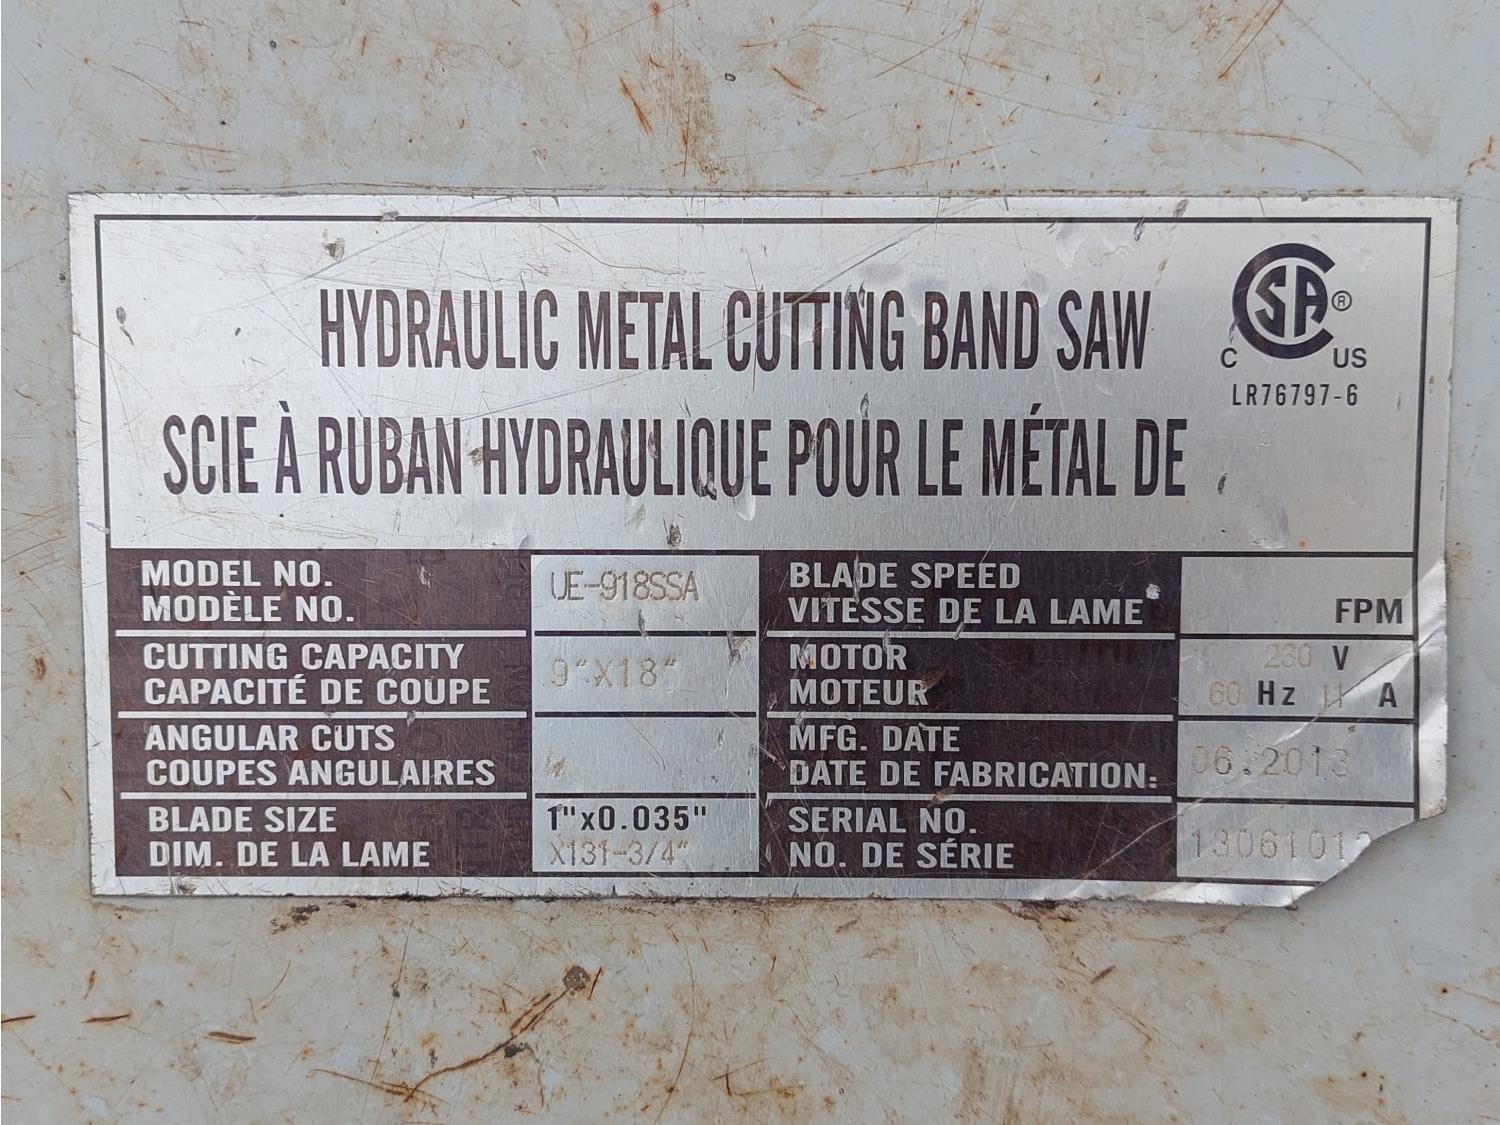 HYDRAULIC METAL CUTTING BAND SAW
SCIE À RUBAN HYDRAULIQUE POUR LE MÉTAL DE
CSA®
C US
LR76797-6
MODEL NO.
MODÈLE NO.
UE-918SSA
CUTTING CAPACITY
CAPACITÉ DE COUPE
9"X18"
ANGULAR CUTS
COUPES ANGULAIRES
BLADE SIZE
DIM. DE LA LAME
1"x0.035"
X131-3/4"
BLADE SPEED
VITESSE DE LA LAME
FPM
MOTOR
MOTEUR
230 V
60 Hz 11 A
MFG. DATE
DATE DE FABRICATION:
06.2013
SERIAL NO.
NO. DE SÉRIE